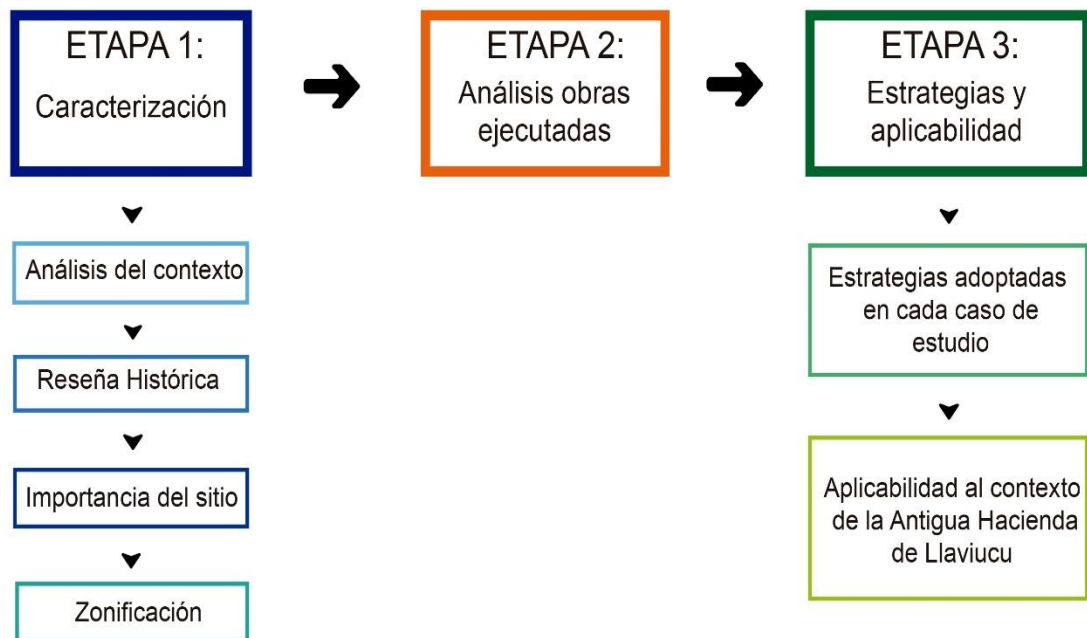 ETAPA 1:
Caracterización
Análisis del contexto
Reseña Histórica
Importancia del sitio
Zonificación
ETAPA 2:
Análisis obras
ejecutadas
ETAPA 3:
Estrategias y
aplicabilidad
Estrategias adoptadas
en cada caso de
estudio
Aplicabilidad al contexto
de la Antigua Hacienda
de Llaviucu